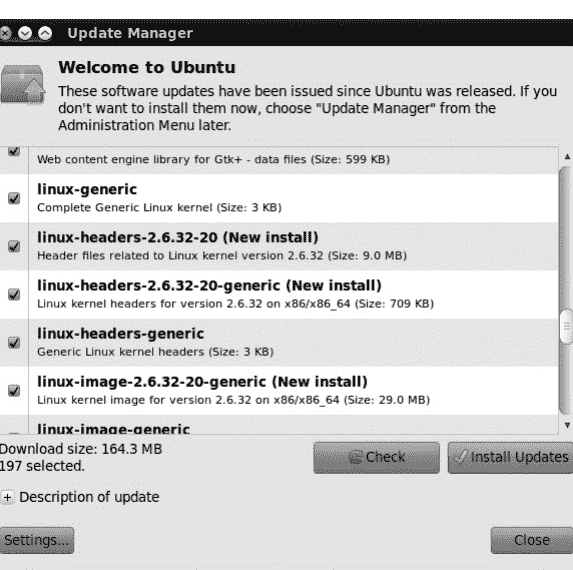 Update Manager
Welcome to Ubuntu
These software updates have been issued since Ubuntu was released. If you
don't want to install them now, choose "Update Manager" from the
Administration Menu later.
Web content engine library for Gtk+ - data files (Size: 599 KB)
linux-generic
Complete Generic Linux kernel (Size: 3 KB)
linux-headers-2.6.32-20 (New install)
Header files related to Linux kernel version 2.6.32 (Size: 9.0 MB)
linux-headers-2.6.32-20-generic (New install)
Linux kernel headers for version 2.6.32 on x86/x86_64 (Size: 709 KB)
linux-headers-generic
Generic Linux kernel headers (Size: 3 KB)
linux-image-2.6.32-20-generic (New install)
Linux kernel image for version 2.6.32 on x86/x86_64 (Size: 29.0 MB)
linux-image-generic
Download size: 164.3 MB
197 selected.
Check
Install Updates
Description of update
Settings...
Close